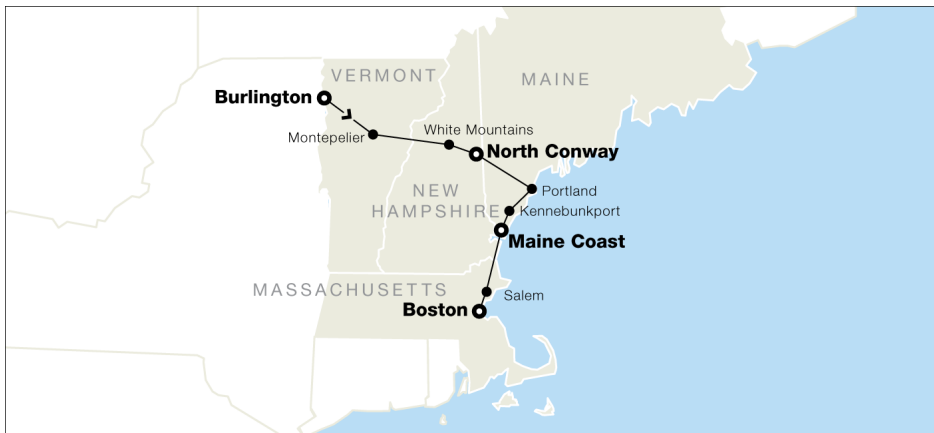 VERMONT
MAINE
Burlington
Montepelier
White Mountains
North Conway
Portland
NEW
HAMPSHIRE
Kennebunkport
Maine Coast
MASSACHUSETTS
Salem
Boston